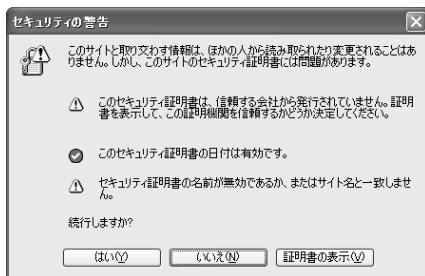 セキュリティの警告
このサイトと取り交わす情報は、ほかの人から読み取られたり変更されることはあ
りません。しかし、このサイトのセキュリティ証明書には問題があります。
このセキュリティ証明書は、信頼する会社から発行されていません。証明
書を表示して、この証明機関を信頼するかどうか決定してください。
このセキュリティ証明書の日付は有効です。
セキュリティ証明書の名前が無効であるか、またはサイト名と一致しませ
ん。
続行しますか?
はい(Y) いいえ(N) 証明書の表示(V)